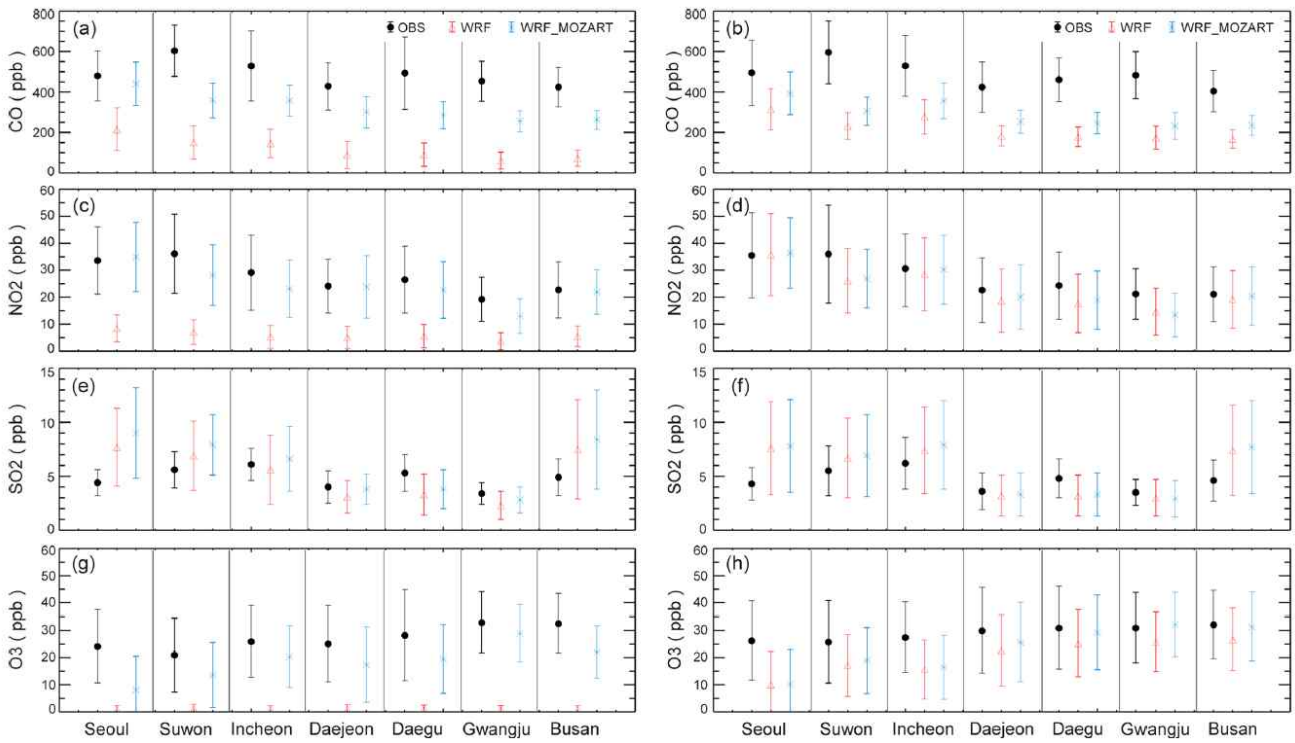 (a) OBS WRF WRF_MOZART
CO ( ppb )
800
600
400
200
0
(b) OBS WRF WRF_MOZART
CO ( ppb )
800
600
400
200
0
(c)
NO2 ( ppb )
60
50
40
30
20
10
0
(d)
NO2 ( ppb )
60
50
40
30
20
10
0
(e)
SO2 ( ppb )
15
10
5
0
(f)
SO2 ( ppb )
15
10
5
0
(g)
O3 ( ppb )
60
50
40
30
20
10
0
(h)
O3 ( ppb )
60
50
40
30
20
10
0
Seoul Suwon Incheon Daejeon Daegu Gwangju Busan
Seoul Suwon Incheon Daejeon Daegu Gwangju Busan